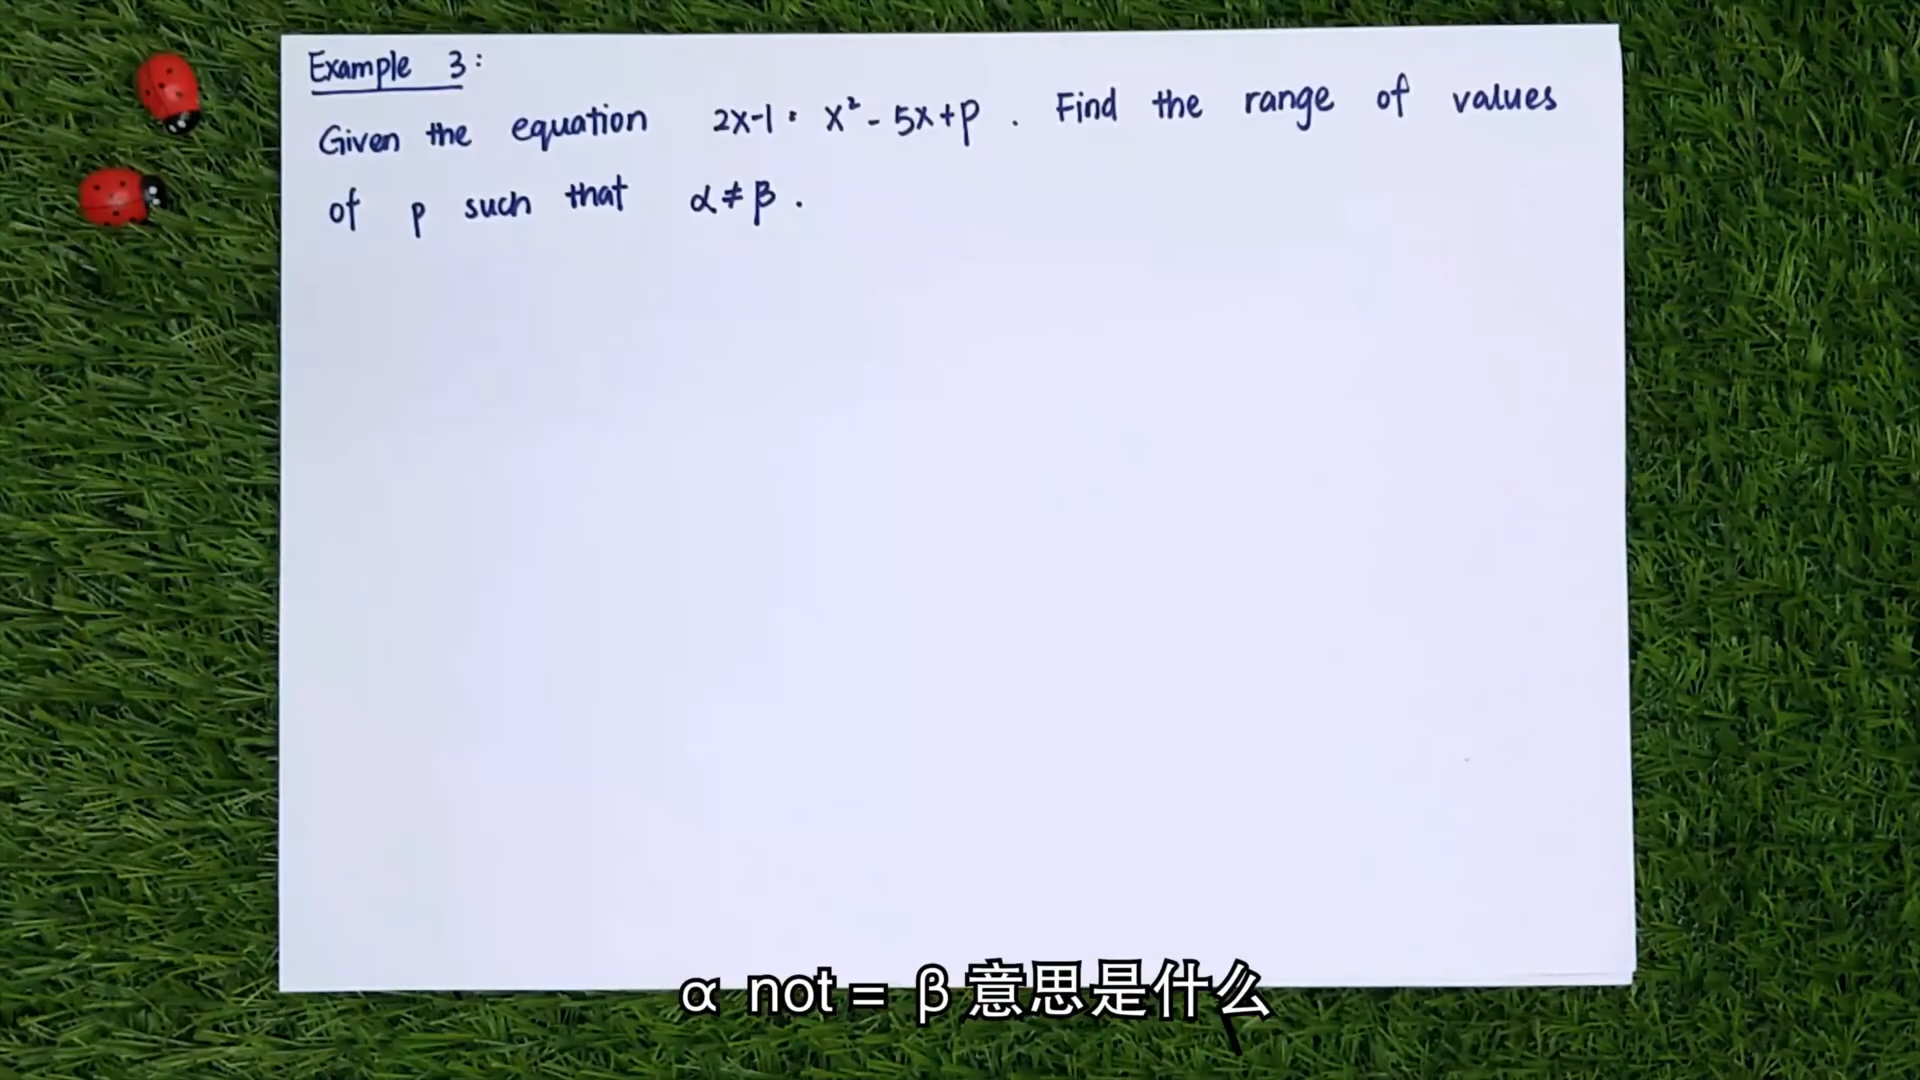 Example 3:
Given the equation 2x-1 = x² - 5x+p . Find the range of values
of p such that α ≠ β .
α not = β 意思是什么